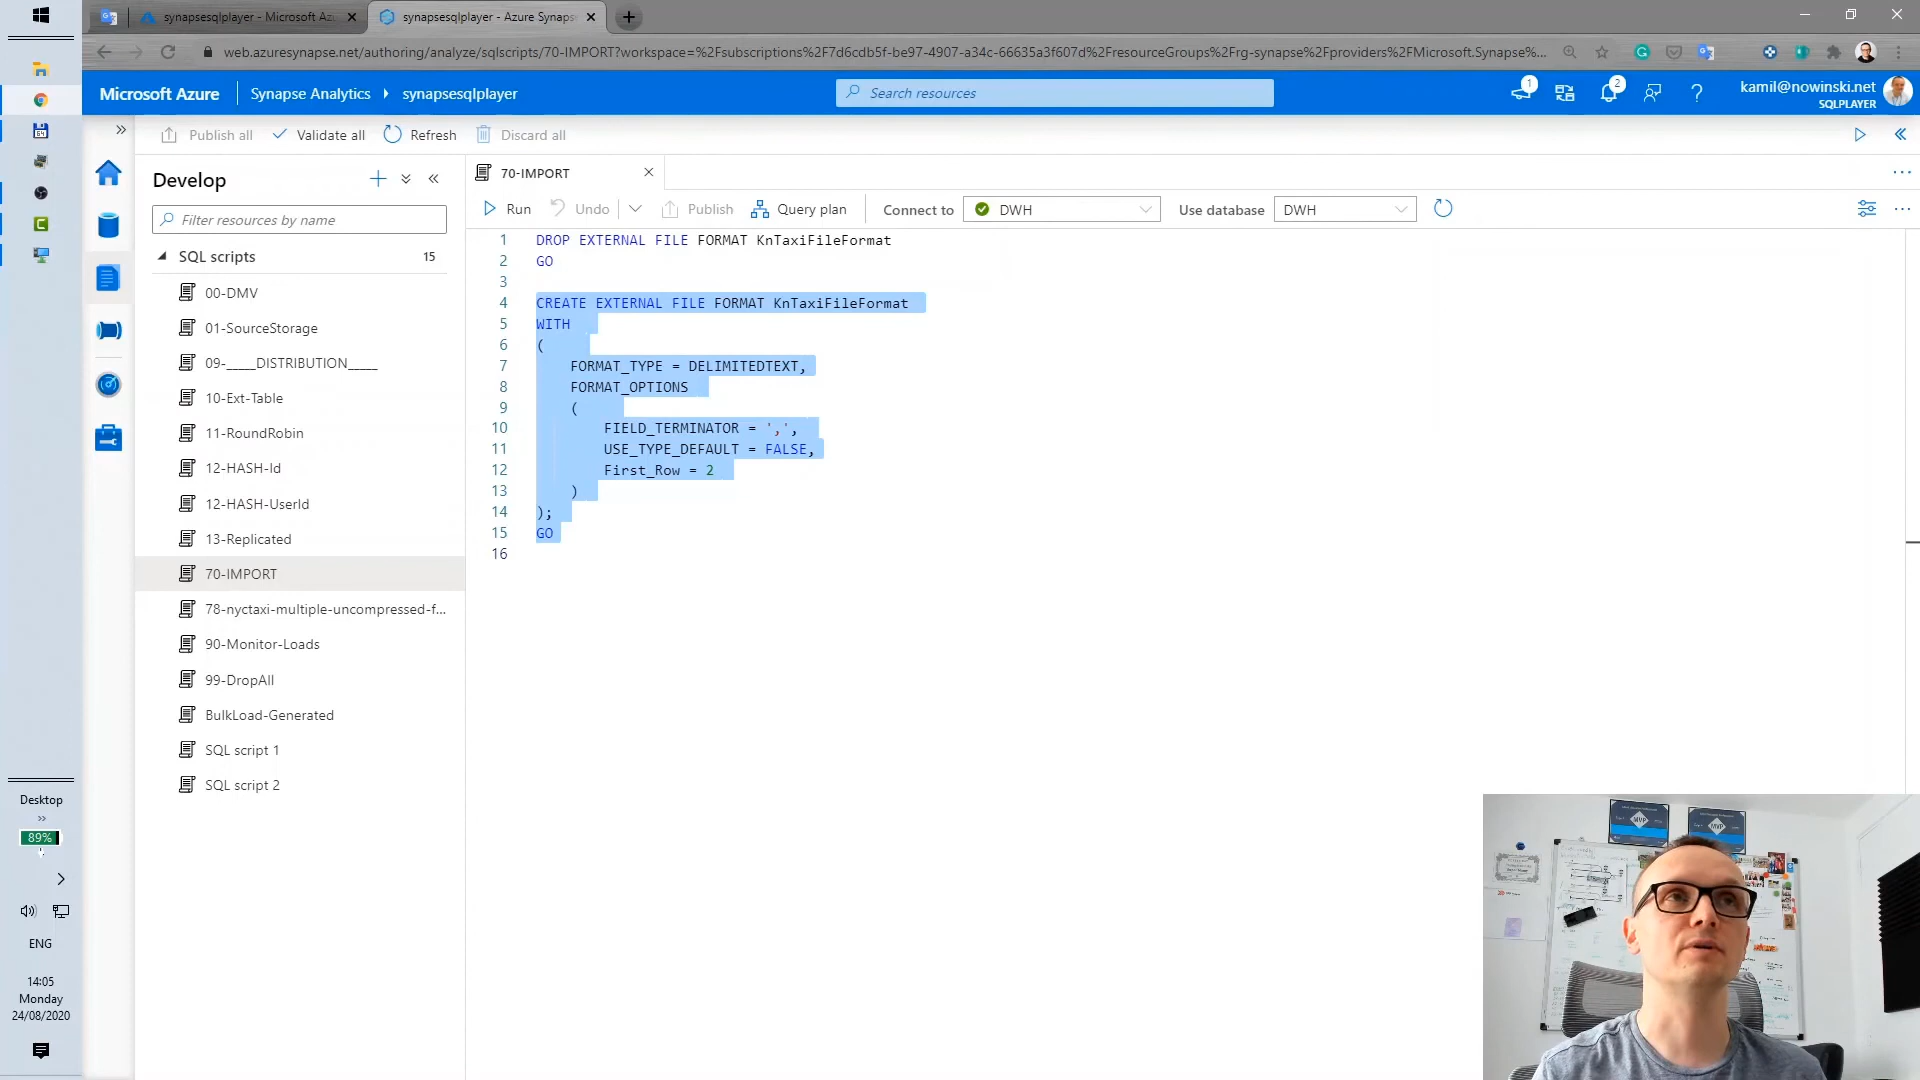 synapsesqlplayer - Microsoft Az
synapsesqlplayer - Azure Synaps
web.azuresynapse.net/authoring/analyze/sqlscripts/70-IMPORT?workspace=%2Fsubscriptions%2F7d6cdb5f-be97-4907-a34c-66635a3f607d%2FresourceGroups%2Frg-synapse%2Fproviders%2FMicrosoft.Synapse%...
Microsoft Azure
Synapse Analytics
synapsesqlplayer
Search resources
1
2
kamil@nowinski.net
SQLPLAYER
Publish all
Validate all
Refresh
Discard all
Develop
Filter resources by name
SQL scripts 15
00-DMV
01-SourceStorage
09-_____DISTRIBUTION_____
10-Ext-Table
11-RoundRobin
12-HASH-Id
12-HASH-UserId
13-Replicated
70-IMPORT
78-nyctaxi-multiple-uncompressed-f...
90-Monitor-Loads
99-DropAll
BulkLoad-Generated
SQL script 1
SQL script 2
70-IMPORT
Run
Undo
Publish
Query plan
Connect to
DWH
Use database
DWH
1 DROP EXTERNAL FILE FORMAT KnTaxiFileFormat
2 GO
3
4 CREATE EXTERNAL FILE FORMAT KnTaxiFileFormat
5 WITH
6 (
7 FORMAT_TYPE = DELIMITEDTEXT,
8 FORMAT_OPTIONS
9 (
10 FIELD_TERMINATOR = ',',
11 USE_TYPE_DEFAULT = FALSE,
12 First_Row = 2
13 )
14 );
15 GO
16
Desktop
89%
ENG
14:05
Monday
24/08/2020
MVP
MVP